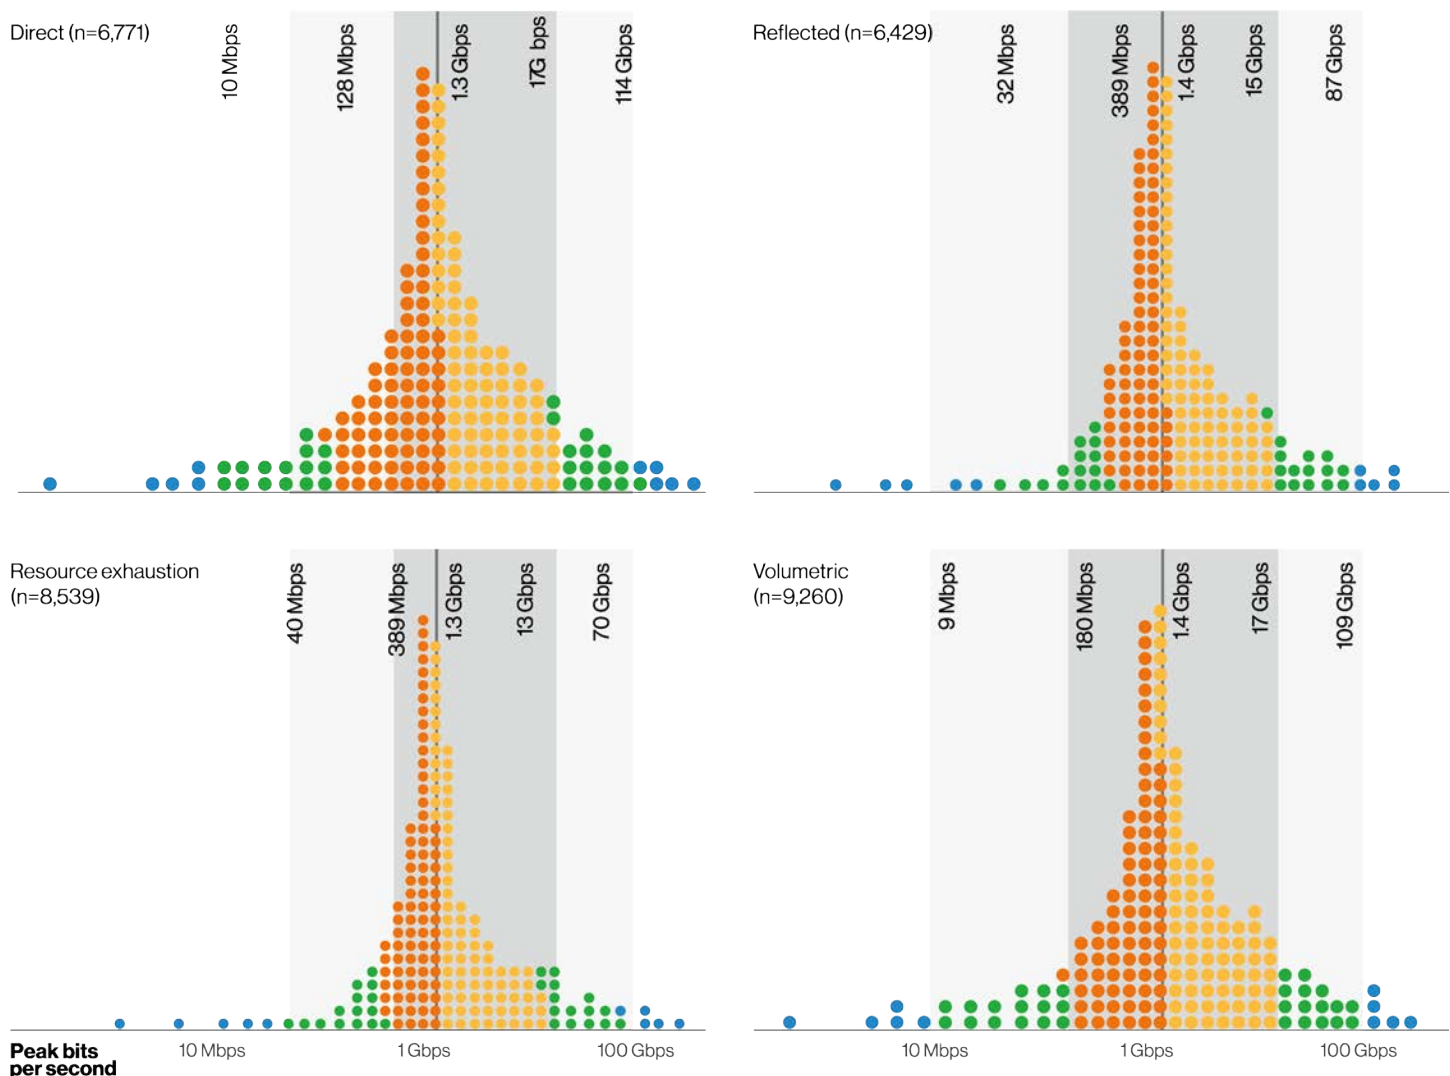 Direct (n=6,771)
10 Mbps
128 Mbps
1.3 Gbps
17G bps
114 Gbps
Reflected (n=6,429)
32 Mbps
389 Mbps
1.4 Gbps
15 Gbps
87 Gbps
Resource exhaustion
(n=8,539)
40 Mbps
389 Mbps
1.3 Gbps
13 Gbps
70 Gbps
Volumetric
(n=9,260)
9 Mbps
180 Mbps
1.4 Gbps
17 Gbps
109 Gbps
Peak bits
per second
10 Mbps
1 Gbps
100 Gbps
10 Mbps
1 Gbps
100 Gbps